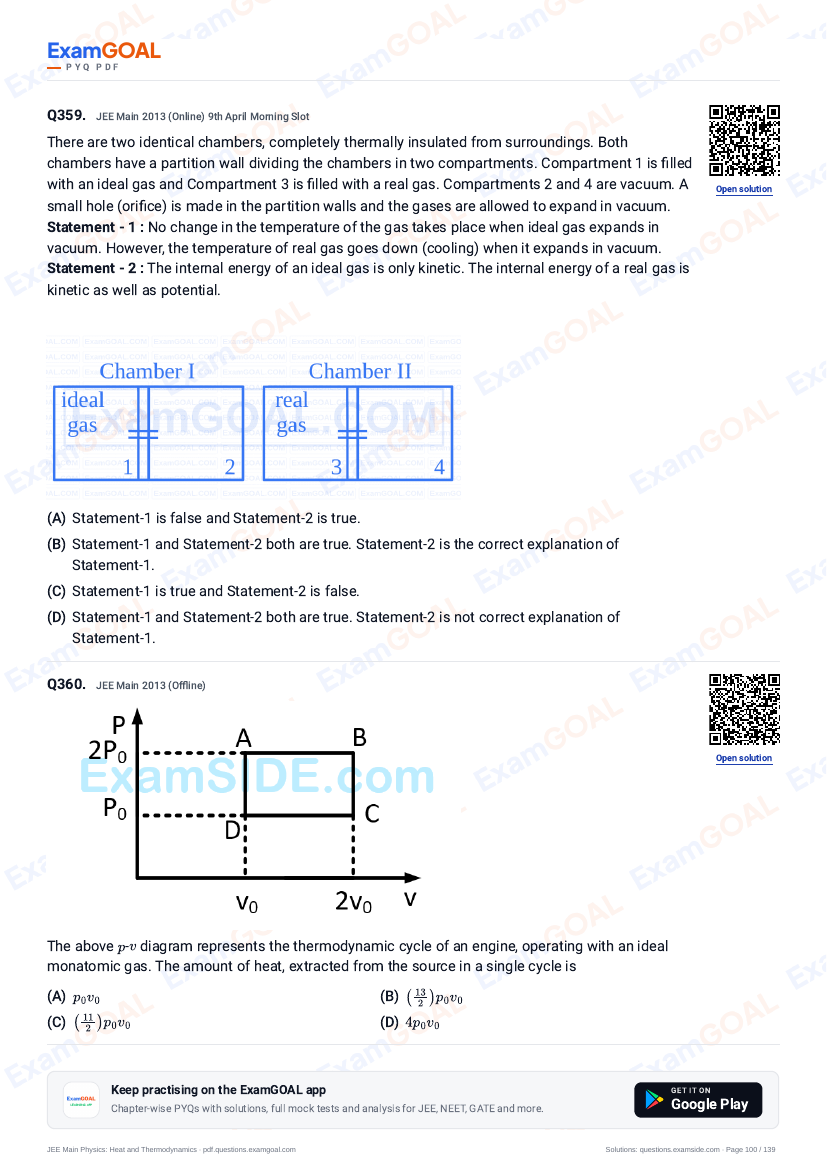 ExamGOAL
PYQ PDF
Q359. JEE Main 2013 (Online) 9th April Morning Slot
There are two identical chambers, completely thermally insulated from surroundings. Both
chambers have a partition wall dividing the chambers in two compartments. Compartment 1 is filled
with an ideal gas and Compartment 3 is filled with a real gas. Compartments 2 and 4 are vacuum. A
small hole (orifice) is made in the partition walls and the gases are allowed to expand in vacuum.
Statement - 1 : No change in the temperature of the gas takes place when ideal gas expands in
vacuum. However, the temperature of real gas goes down (cooling) when it expands in vacuum.
Statement - 2 : The internal energy of an ideal gas is only kinetic. The internal energy of a real gas is
kinetic as well as potential.
Open solution
Chamber I Chamber II
ideal real
gas gas
1 2 3 4
ExamGOAL.COM
(A) Statement-1 is false and Statement-2 is true.
(B) Statement-1 and Statement-2 both are true. Statement-2 is the correct explanation of
Statement-1.
(C) Statement-1 is true and Statement-2 is false.
(D) Statement-1 and Statement-2 both are true. Statement-2 is not correct explanation of
Statement-1.
Q360. JEE Main 2013 (Offline)
Open solution
P
2P₀ A B
ExamSIDE.com
P₀ D C
v₀ 2v₀ v
The above p-v diagram represents the thermodynamic cycle of an engine, operating with an ideal
monatomic gas. The amount of heat, extracted from the source in a single cycle is
(A) p₀v₀ (B) (13/2)p₀v₀
(C) (11/2)p₀v₀ (D) 4p₀v₀
Keep practising on the ExamGOAL app
Chapter-wise PYQs with solutions, full mock tests and analysis for JEE, NEET, GATE and more.
GET IT ON
Google Play
JEE Main Physics: Heat and Thermodynamics · pdf.questions.examgoal.com Solutions: questions.examside.com · Page 100 / 139